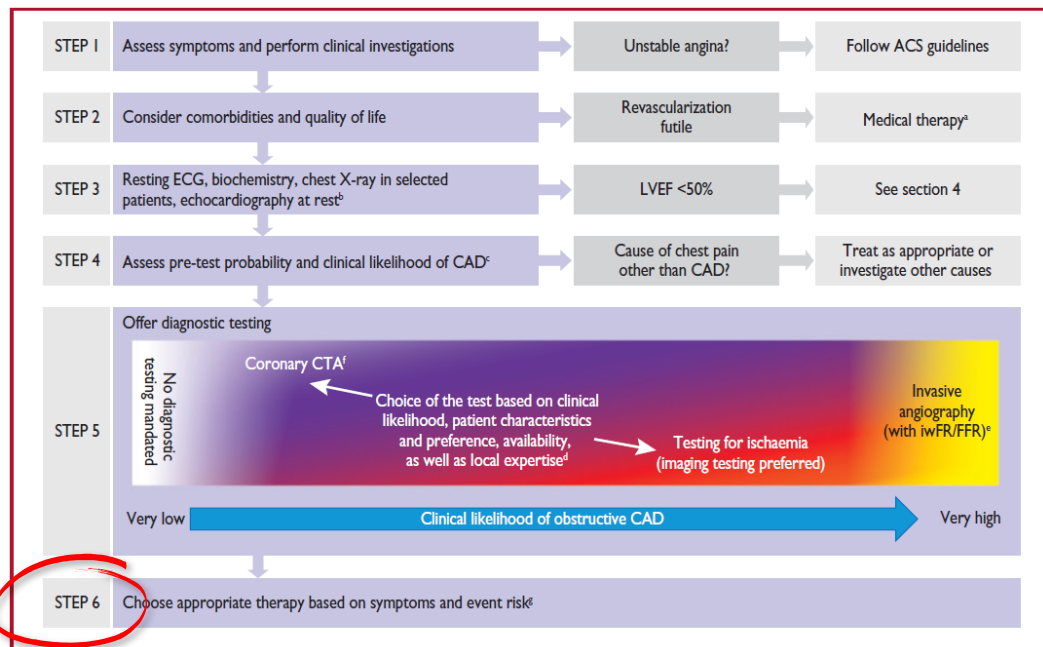 STEP 1
Assess symptoms and perform clinical investigations
Unstable angina?
Follow ACS guidelines
STEP 2
Consider comorbidities and quality of life
Revascularization
futile
Medical therapyᵃ
STEP 3
Resting ECG, biochemistry, chest X-ray in selected
patients, echocardiography at restᵇ
LVEF <50%
See section 4
STEP 4
Assess pre-test probability and clinical likelihood of CADᶜ
Cause of chest pain
other than CAD?
Treat as appropriate or
investigate other causes
STEP 5
Offer diagnostic testing
No diagnostic
testing mandated
Coronary CTAᶠ
Choice of the test based on clinical
likelihood, patient characteristics
and preference, availability,
as well as local expertiseᵈ
Testing for ischaemia
(imaging testing preferred)
Invasive
angiography
(with iwFR/FFR)ᵉ
Very low
Clinical likelihood of obstructive CAD
Very high
STEP 6
Choose appropriate therapy based on symptoms and event riskᵍ